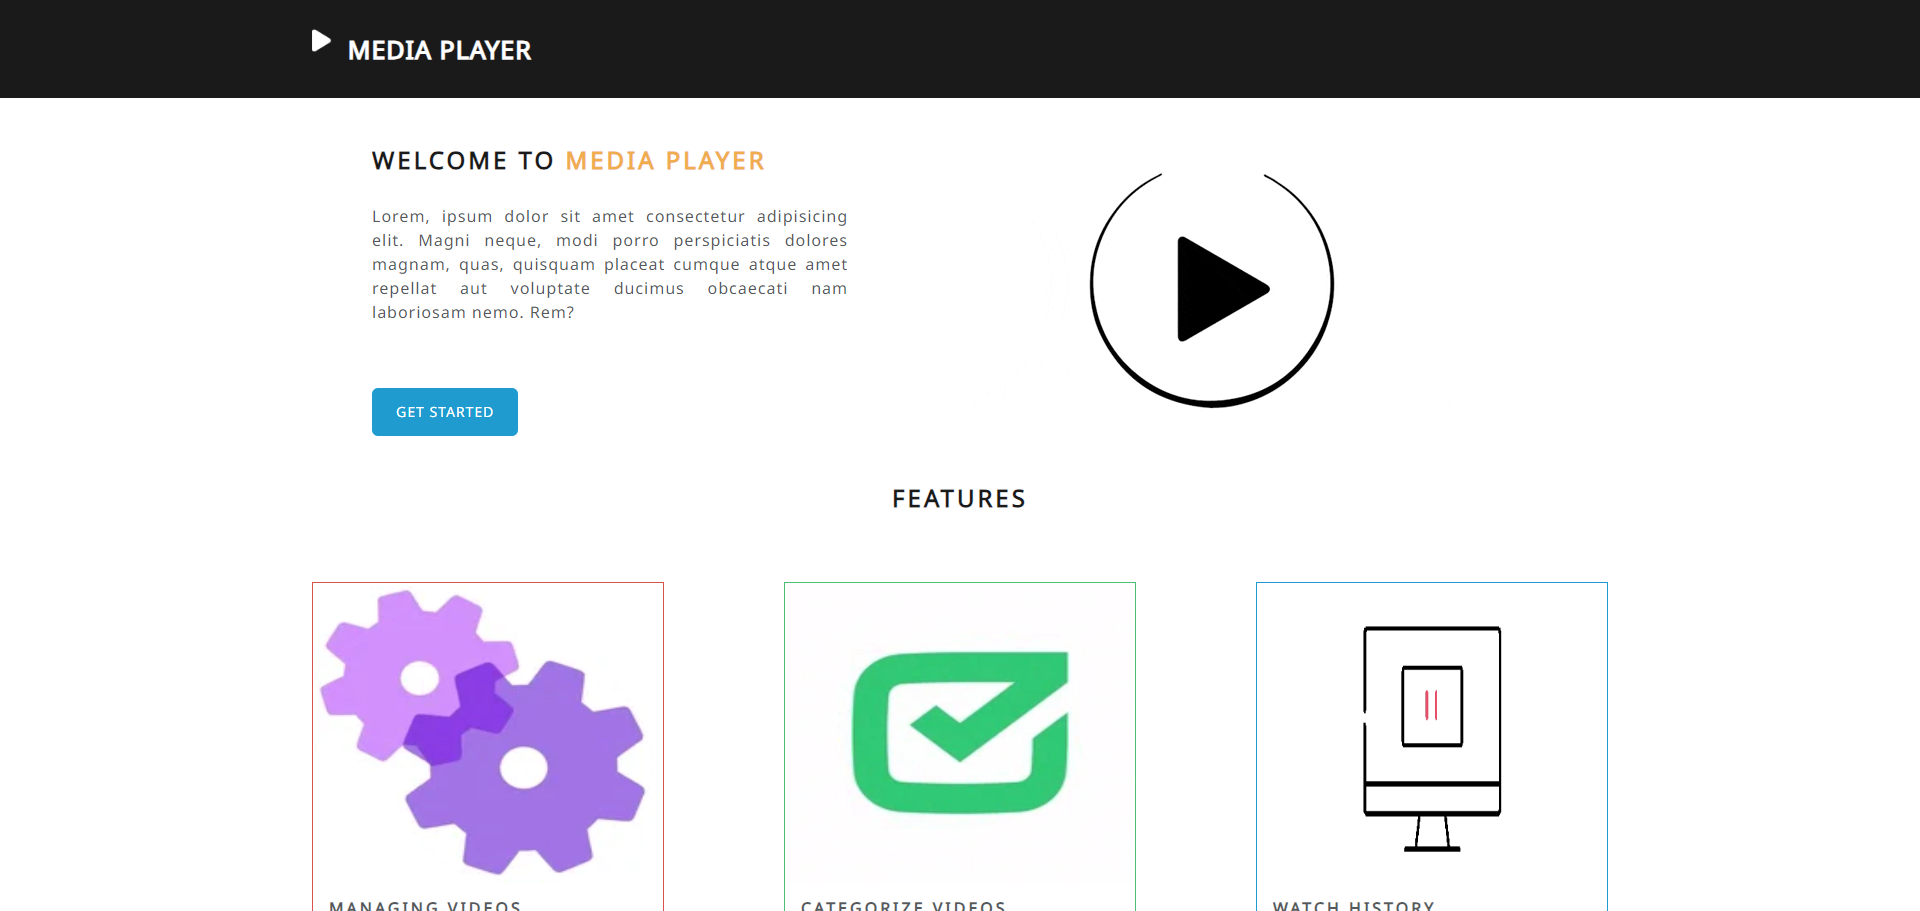 MEDIA PLAYER
WELCOME TO MEDIA PLAYER
Lorem, ipsum dolor sit amet consectetur adipisicing
elit. Magni neque, modi porro perspiciatis dolores
magnam, quas, quisquam placeat cumque atque amet
repellat aut voluptate ducimus obcaecati nam
laboriosam nemo. Rem?
GET STARTED
FEATURES
MANAGING VIDEOS
CATEGORIZE VIDEOS
WATCH HISTORY